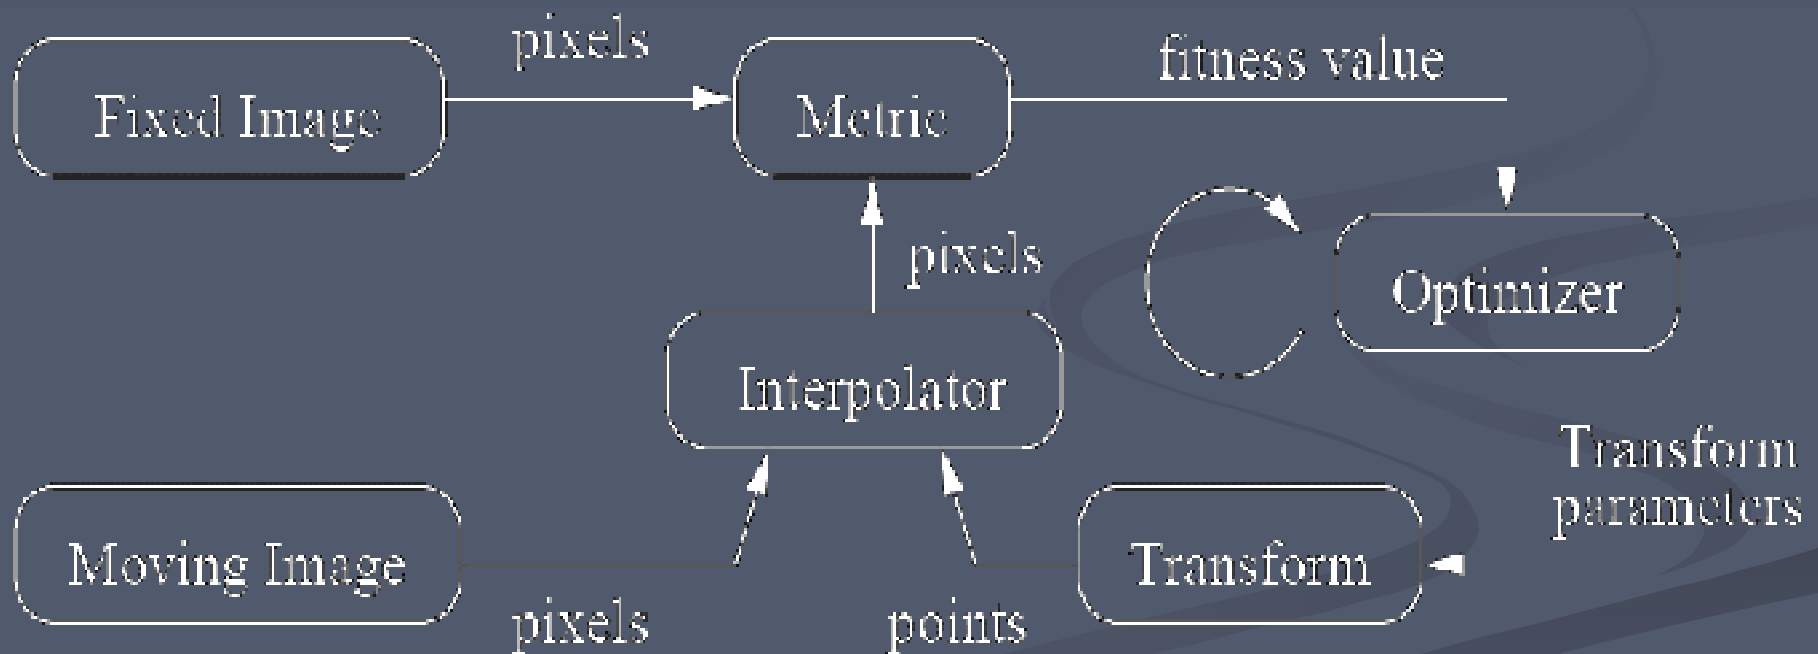 pixels
fitness value
Fixed Image
Metric
pixels
Optimizer
Interpolator
Transform
parameters
Moving Image
Transform
pixels
points